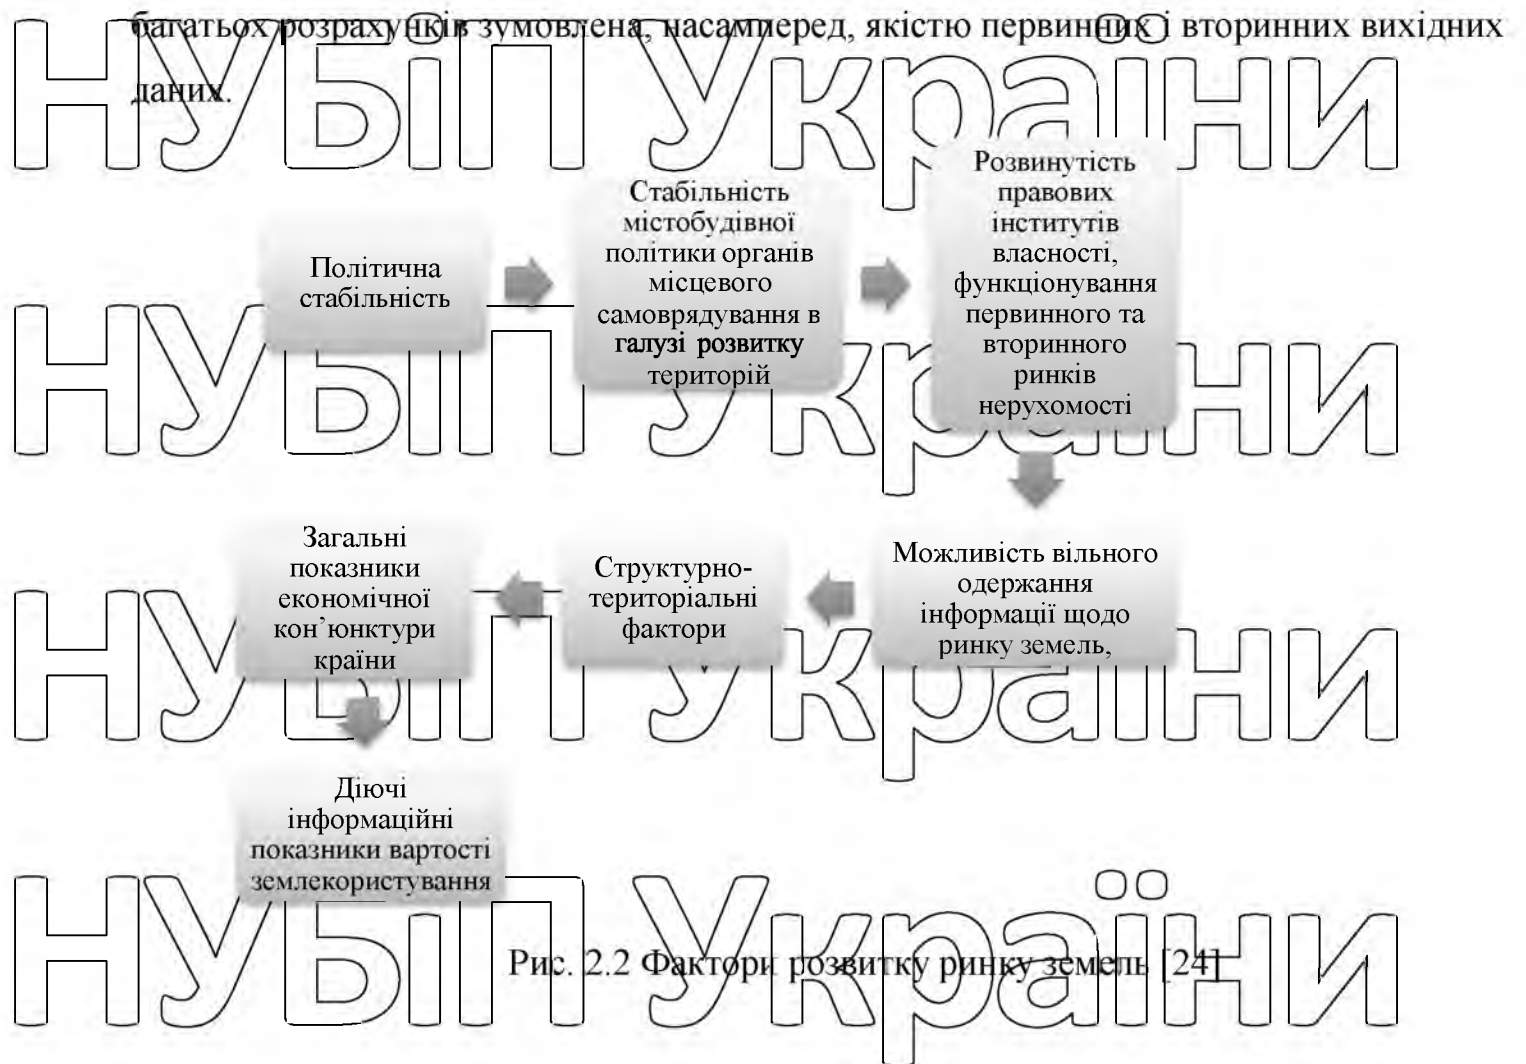 багатьох розрахунків зумовлена, насамперед, якістю первинних і вторинних вихідних
даних.
НУБіП України
Політична
стабільність
Стабільність
містобудівної
політики органів
місцевого
самоврядування в
галузі розвитку
територій
Розвинутість
правових
інститутів
власності,
функціонування
первинного та
вторинного
ринків
нерухомості
НУБіП України
Можливість вільного
одержання
інформації щодо
ринку земель,
Структурно-
територіальні
фактори
Загальні
показники
економічної
кон’юнктури
країни
НУБіП України
Діючі
інформаційні
показники вартості
землекористування
НУБіП України
Рис. 2.2 Фактори розвитку ринку земель [24]